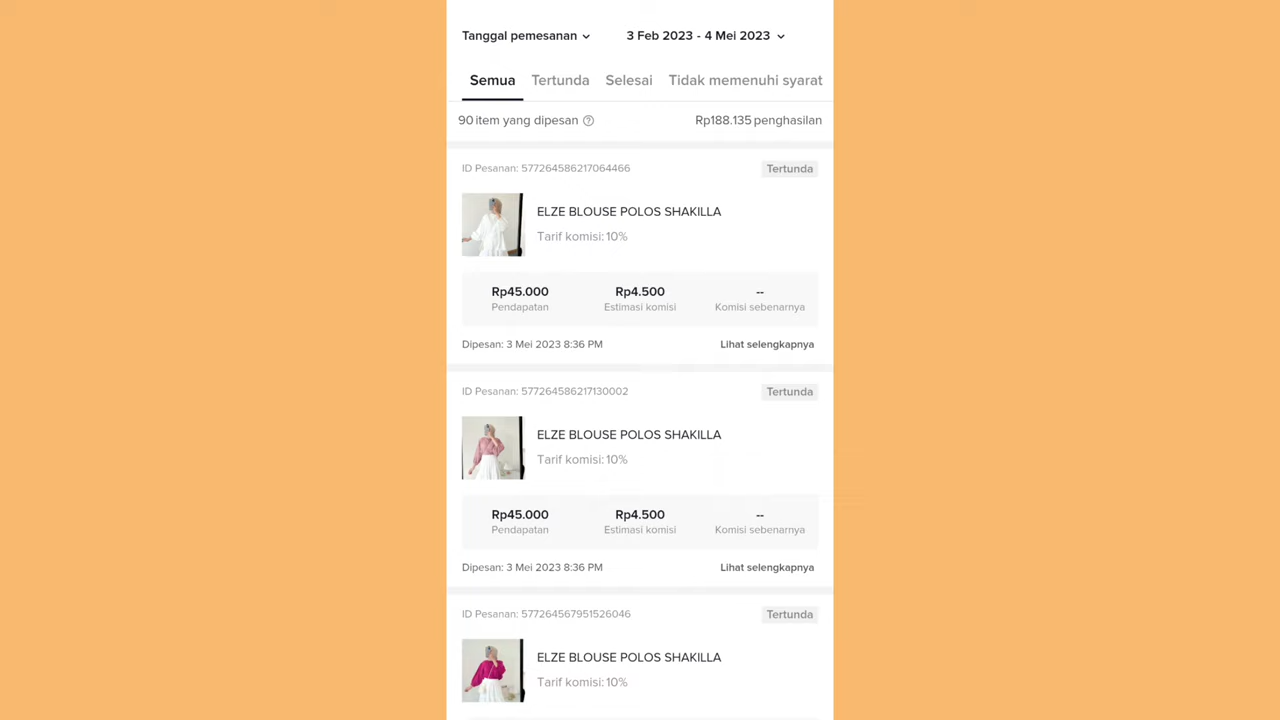 Tanggal pemesanan 3 Feb 2023 - 4 Mei 2023
Semua Tertunda Selesai Tidak memenuhi syarat
90 item yang dipesan Rp188.135 penghasilan
ID Pesanan: 577264586217064466 Tertunda
ELZE BLOUSE POLOS SHAKILLA
Tarif komisi: 10%
Rp45.000 Rp4.500 --
Pendapatan Estimasi komisi Komisi sebenarnya
Dipesan: 3 Mei 2023 8:36 PM Lihat selengkapnya
ID Pesanan: 577264586217130002 Tertunda
ELZE BLOUSE POLOS SHAKILLA
Tarif komisi: 10%
Rp45.000 Rp4.500 --
Pendapatan Estimasi komisi Komisi sebenarnya
Dipesan: 3 Mei 2023 8:36 PM Lihat selengkapnya
ID Pesanan: 577264567951526046 Tertunda
ELZE BLOUSE POLOS SHAKILLA
Tarif komisi: 10%